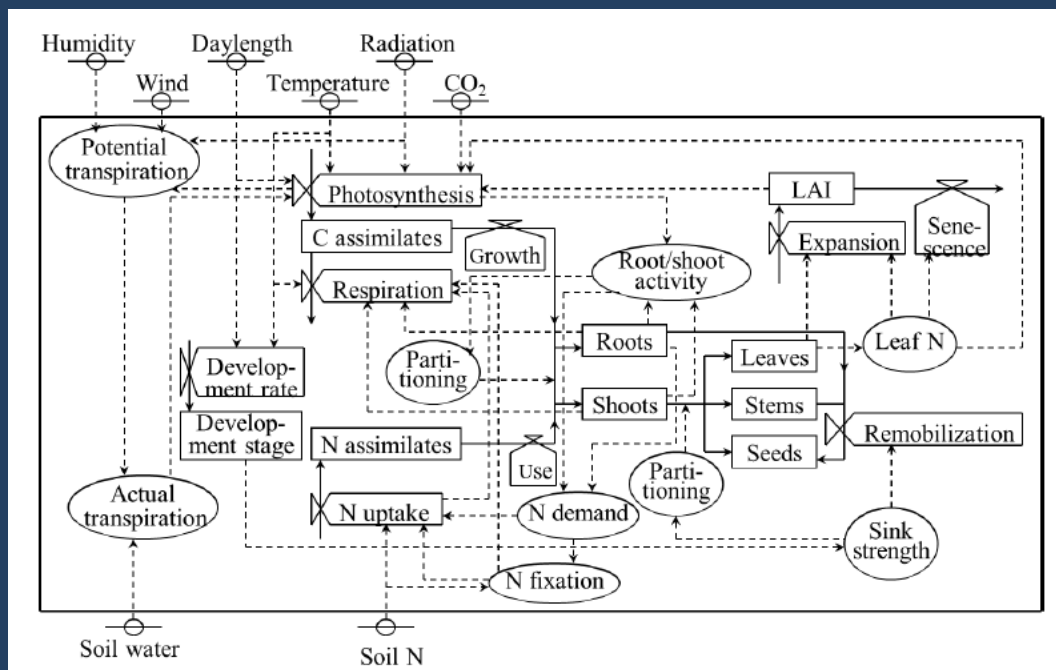 Humidity
Daylength
Radiation
Wind
Temperature
CO₂
Potential
transpiration
Photosynthesis
LAI
C assimilates
Growth
Expansion
Sene-
scence
Root/shoot
activity
Respiration
Roots
Leaf N
Leaves
Parti-
tioning
Develop-
ment rate
Shoots
Stems
Develop-
ment stage
N assimilates
Remobilization
Seeds
Use
Parti-
tioning
Actual
transpiration
N uptake
N demand
Sink
strength
N fixation
Soil water
Soil N